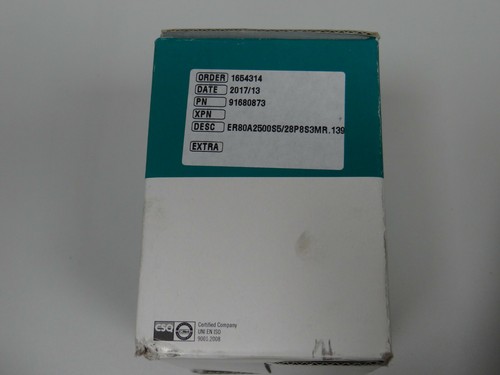 ORDER 1654314
DATE 2017/13
PN 91680873
XPN
DESC ER80A2500S5/28P8S3MR.139
EXTRA
CSQ
Certified Company
UNI EN ISO
9001:2008